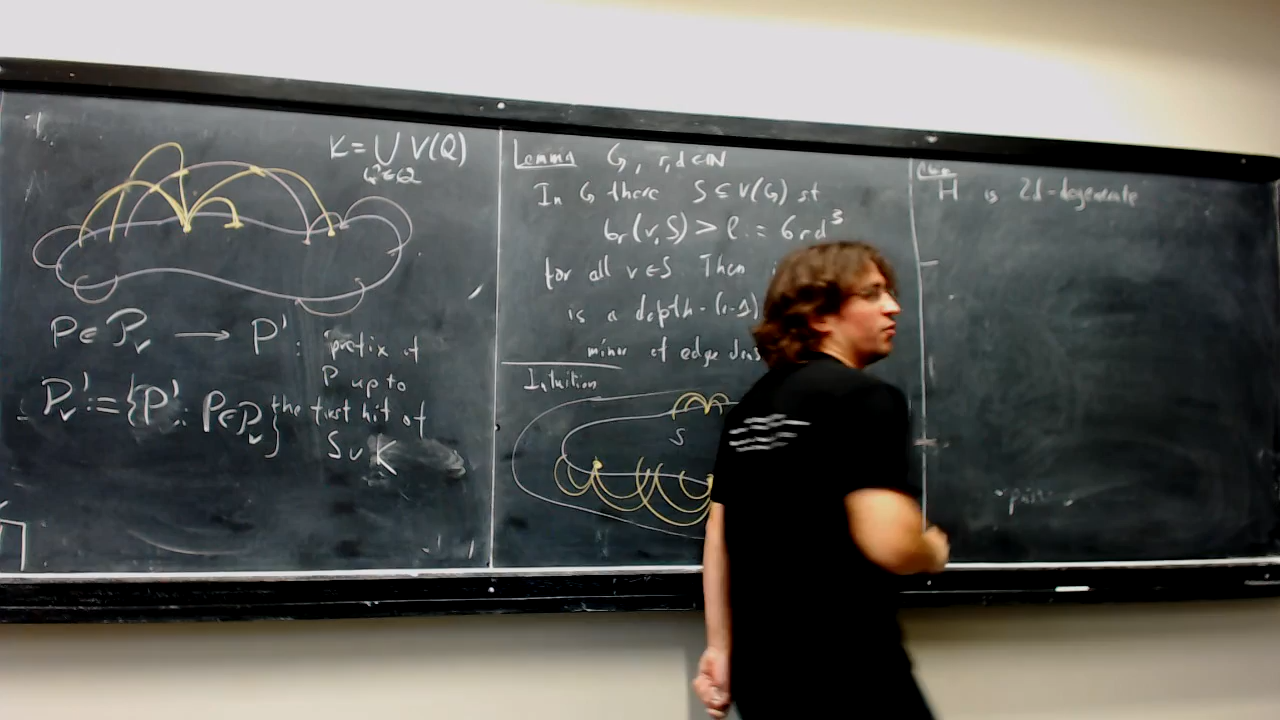 K = ⋃ V(Q)
Q ∈ 𝒬
P ∈ 𝒫_v → P' : prefix of
P up to
𝒫_v' := {P' : P ∈ 𝒫_v} the first hit of
S ∪ K
Lemma G, r, d ∈ ℕ
In G there S ⊆ V(G) st
b_r(v, S) > ℓ := 6rd³
for all v ∈ S. Then
is a depth-(r-1)
minor of edge dens
Intuition
S
H is 2d-degenerate